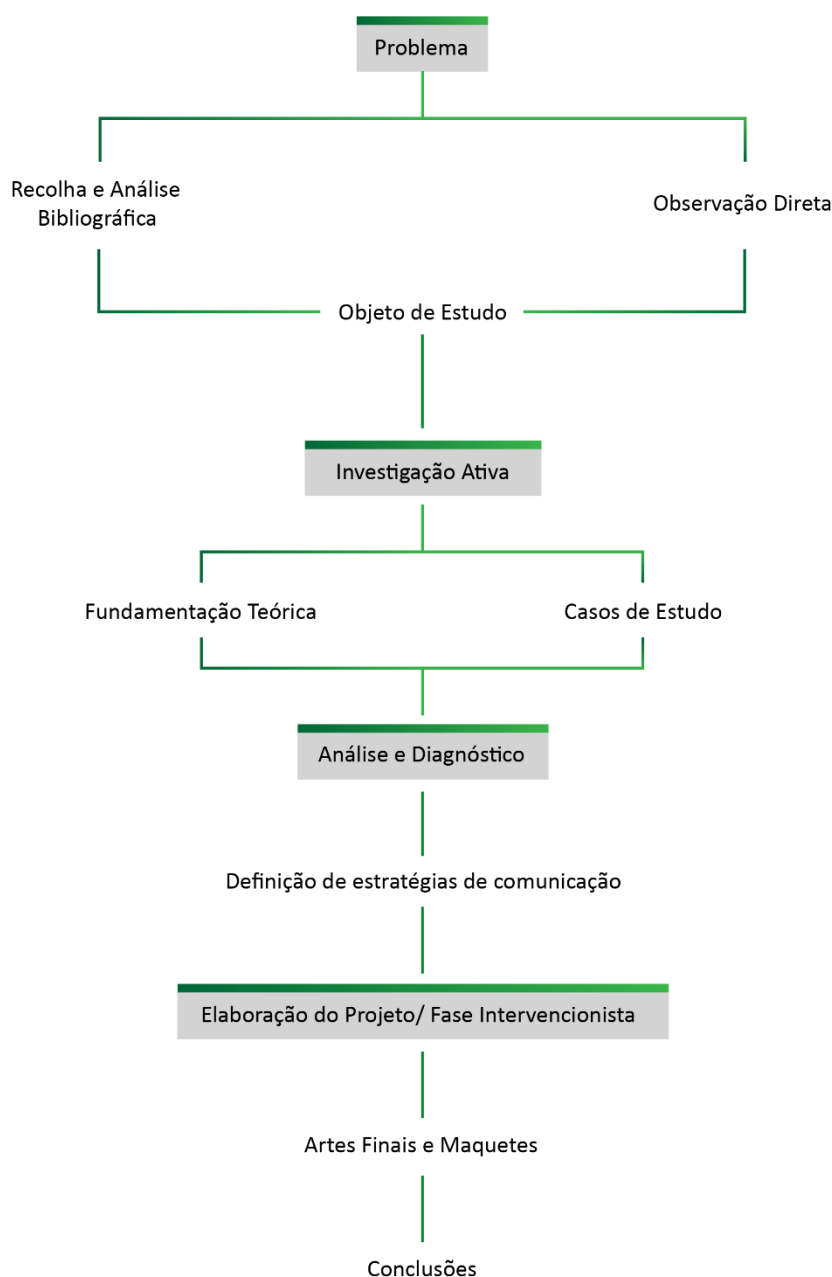 Problema
Recolha e Análise
Bibliográfica
Observação Direta
Objeto de Estudo
Investigação Ativa
Fundamentação Teórica
Casos de Estudo
Análise e Diagnóstico
Definição de estratégias de comunicação
Elaboração do Projeto/ Fase Intervencionista
Artes Finais e Maquetes
Conclusões